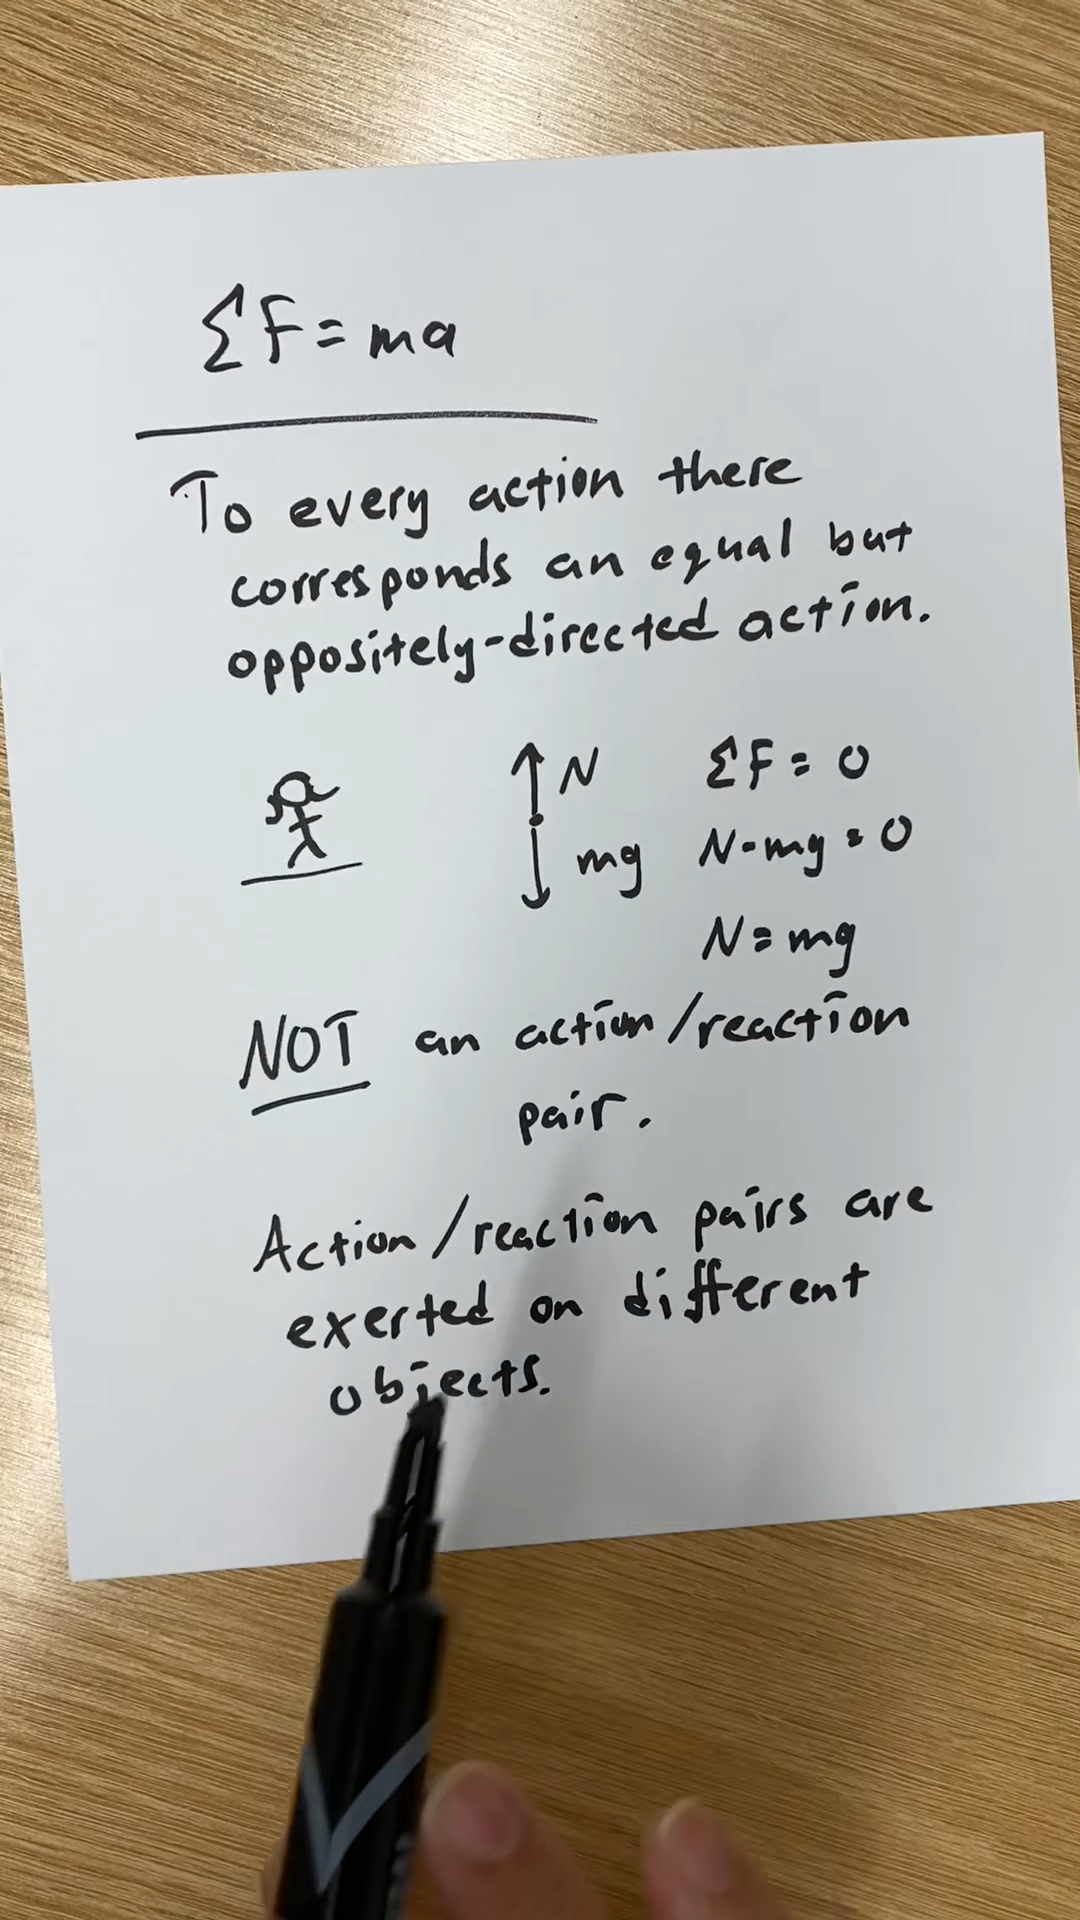 ΣF = ma
To every action there
corresponds an equal but
oppositely-directed action.
N
mg
ΣF = 0
N - mg = 0
N = mg
NOT an action/reaction
pair.
Action/reaction pairs are
exerted on different
objects.